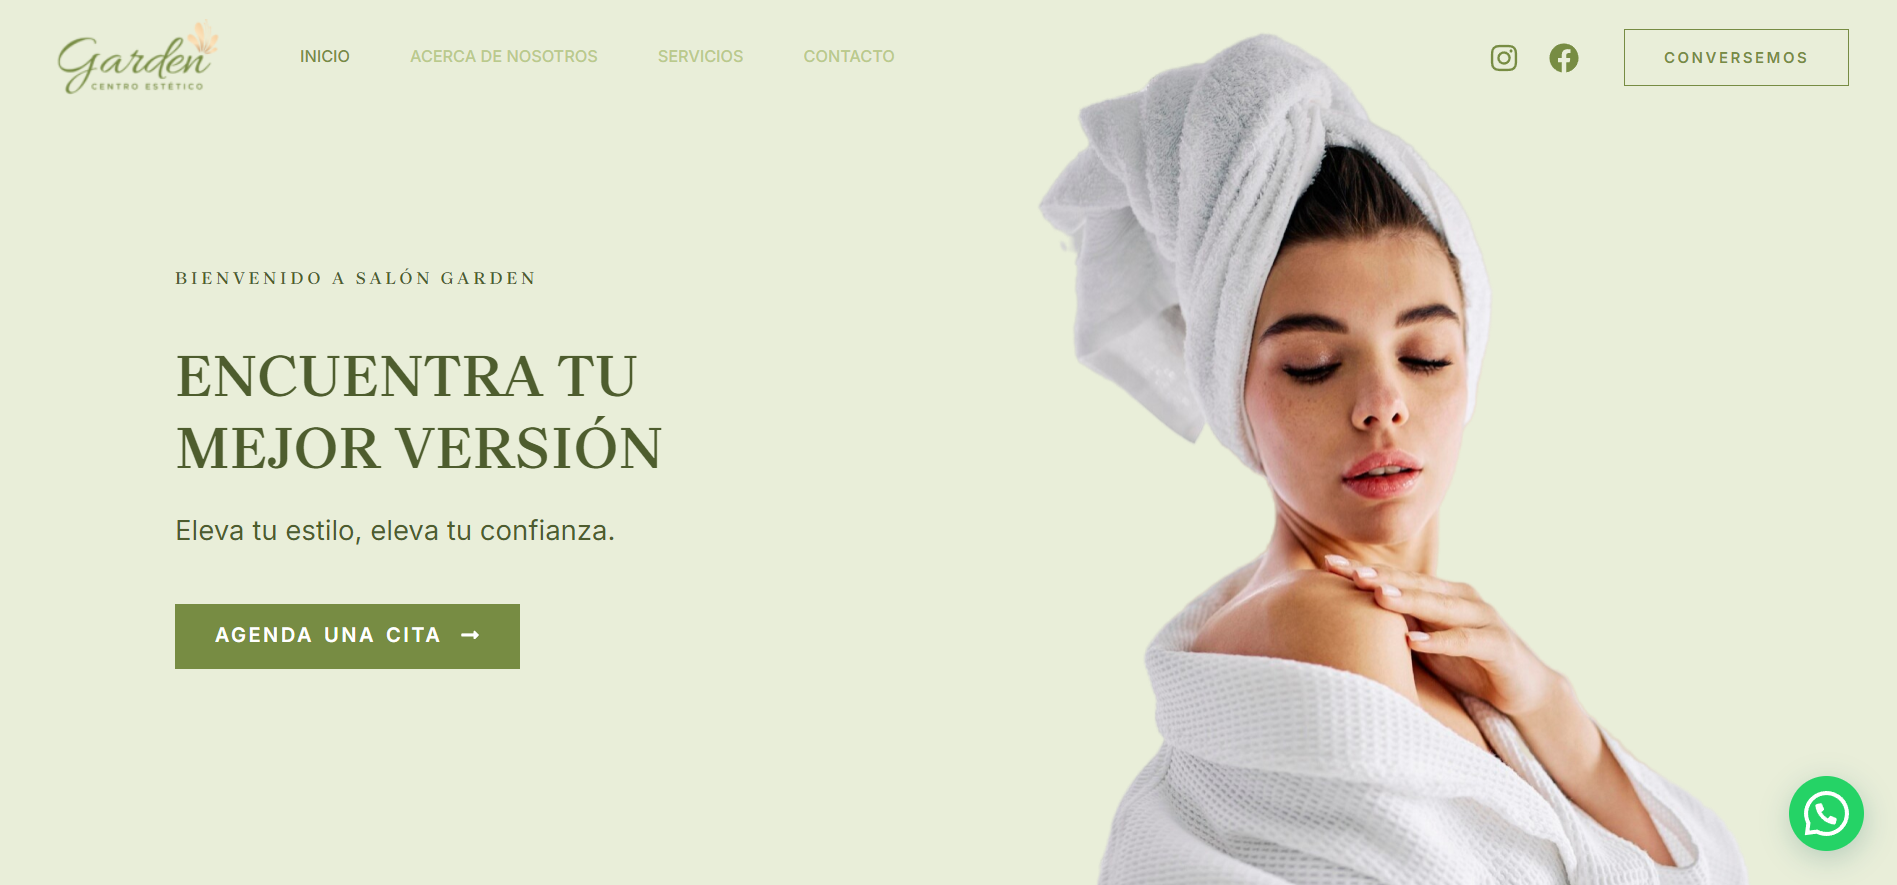 Garden
CENTRO ESTÉTICO
INICIO
ACERCA DE NOSOTROS
SERVICIOS
CONTACTO
CONVERSEMOS
BIENVENIDO A SALÓN GARDEN
ENCUENTRA TU
MEJOR VERSIÓN
Eleva tu estilo, eleva tu confianza.
AGENDA UNA CITA